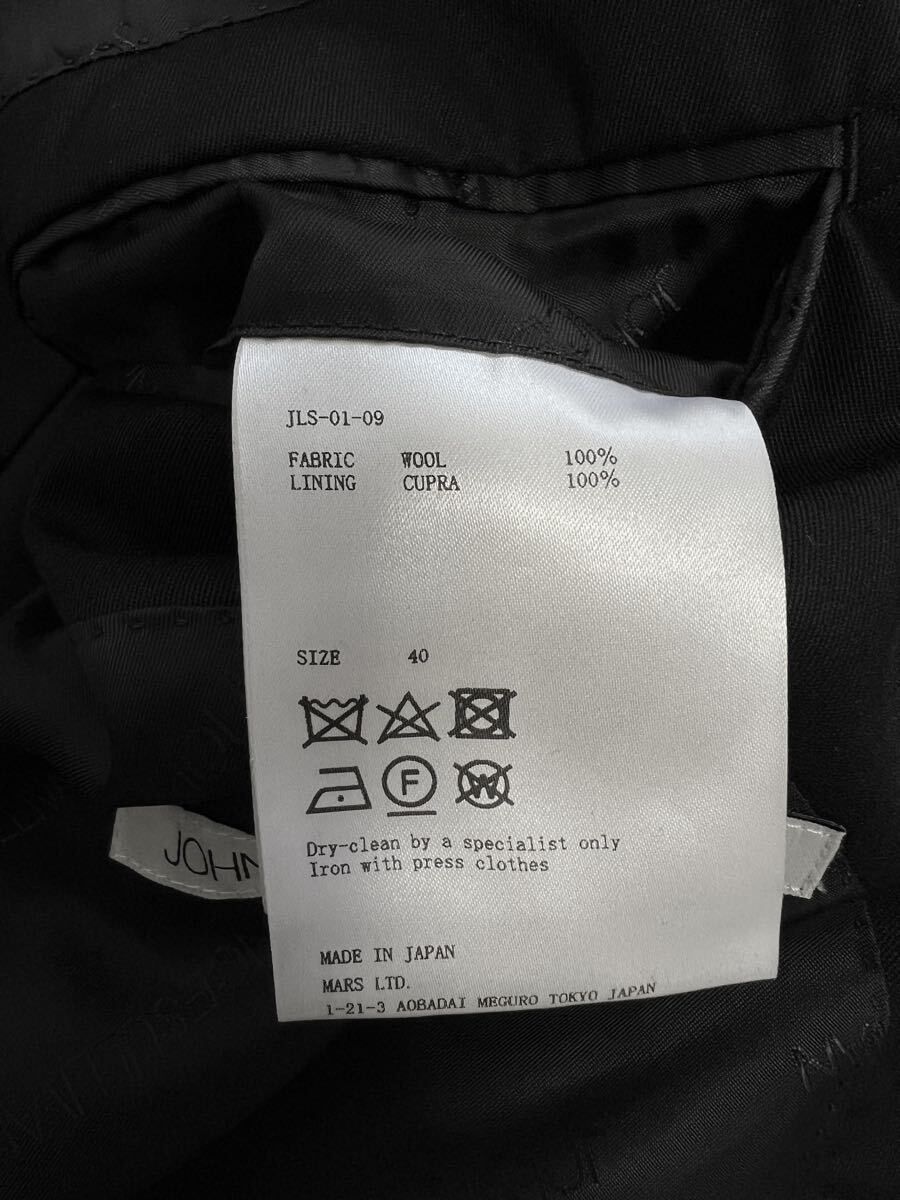 JLS-01-09
FABRIC WOOL 100%
LINING CUPRA 100%
SIZE 40
F
W
Dry-clean by a specialist only
Iron with press clothes
JOHN
MADE IN JAPAN
MARS LTD.
1-21-3 AOBADAI MEGURO TOKYO JAPAN